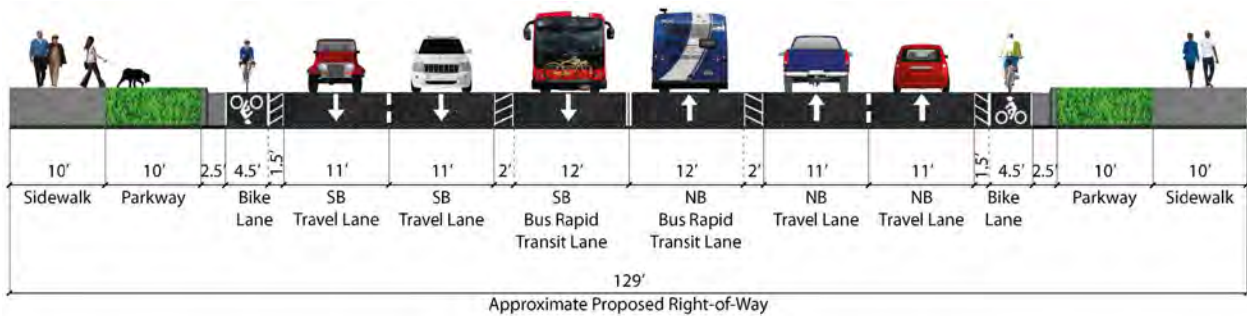 10' 10' 2.5' 4.5' 1.5' 11' 11' 2' 12' 12' 2' 11' 11' 1.5' 4.5' 2.5' 10' 10'
Sidewalk Parkway Bike SB SB SB NB NB NB Bike Parkway Sidewalk
Lane Travel Lane Travel Lane Bus Rapid Bus Rapid Travel Lane Travel Lane Lane
Transit Lane Transit Lane
129'
Approximate Proposed Right-of-Way